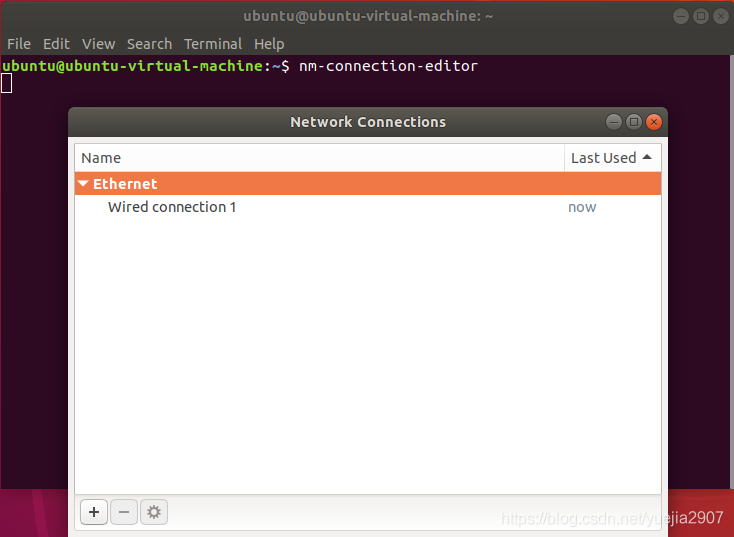 ubuntu@ubuntu-virtual-machine: ~
File Edit View Search Terminal Help
ubuntu@ubuntu-virtual-machine:~$ nm-connection-editor
Network Connections
Name Last Used
Ethernet
Wired connection 1 now
https://blog.csdn.net/yuejia2907